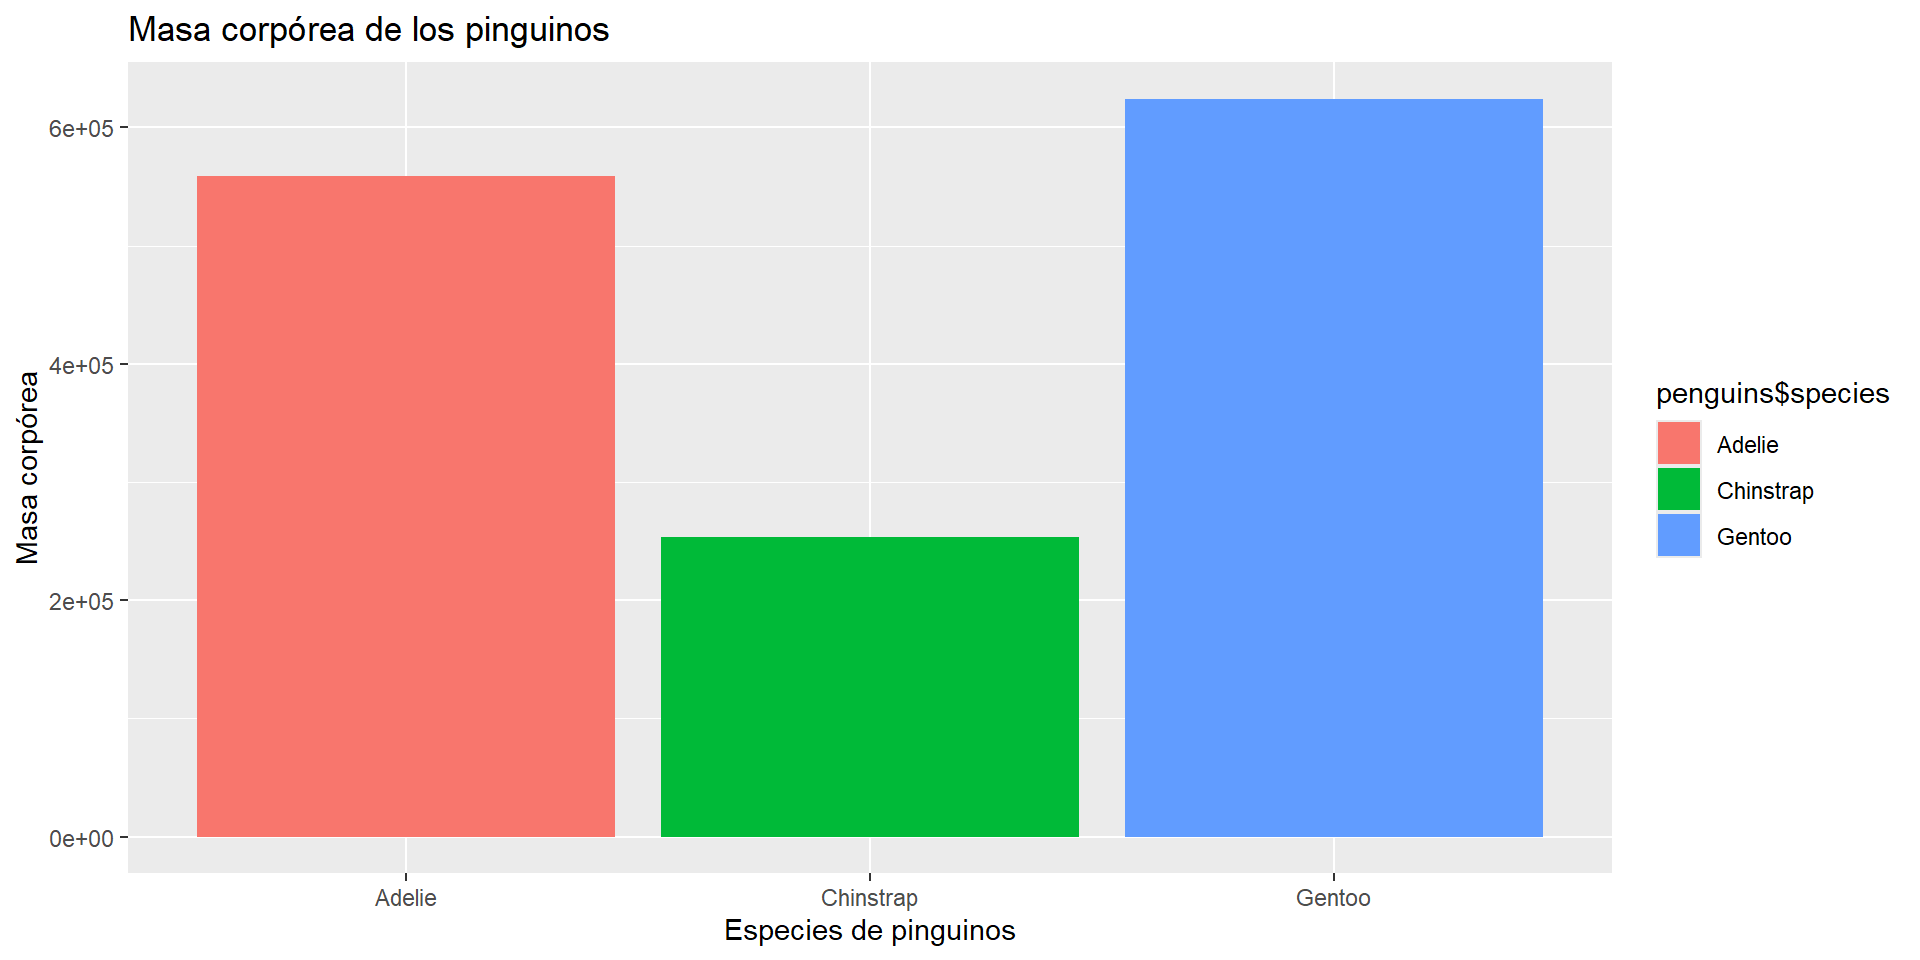 Masa corpórea de los pinguinos
Masa corpórea
6e+05
4e+05
2e+05
0e+00
Adelie
Chinstrap
Gentoo
Especies de pinguinos
penguins$species
Adelie
Chinstrap
Gentoo